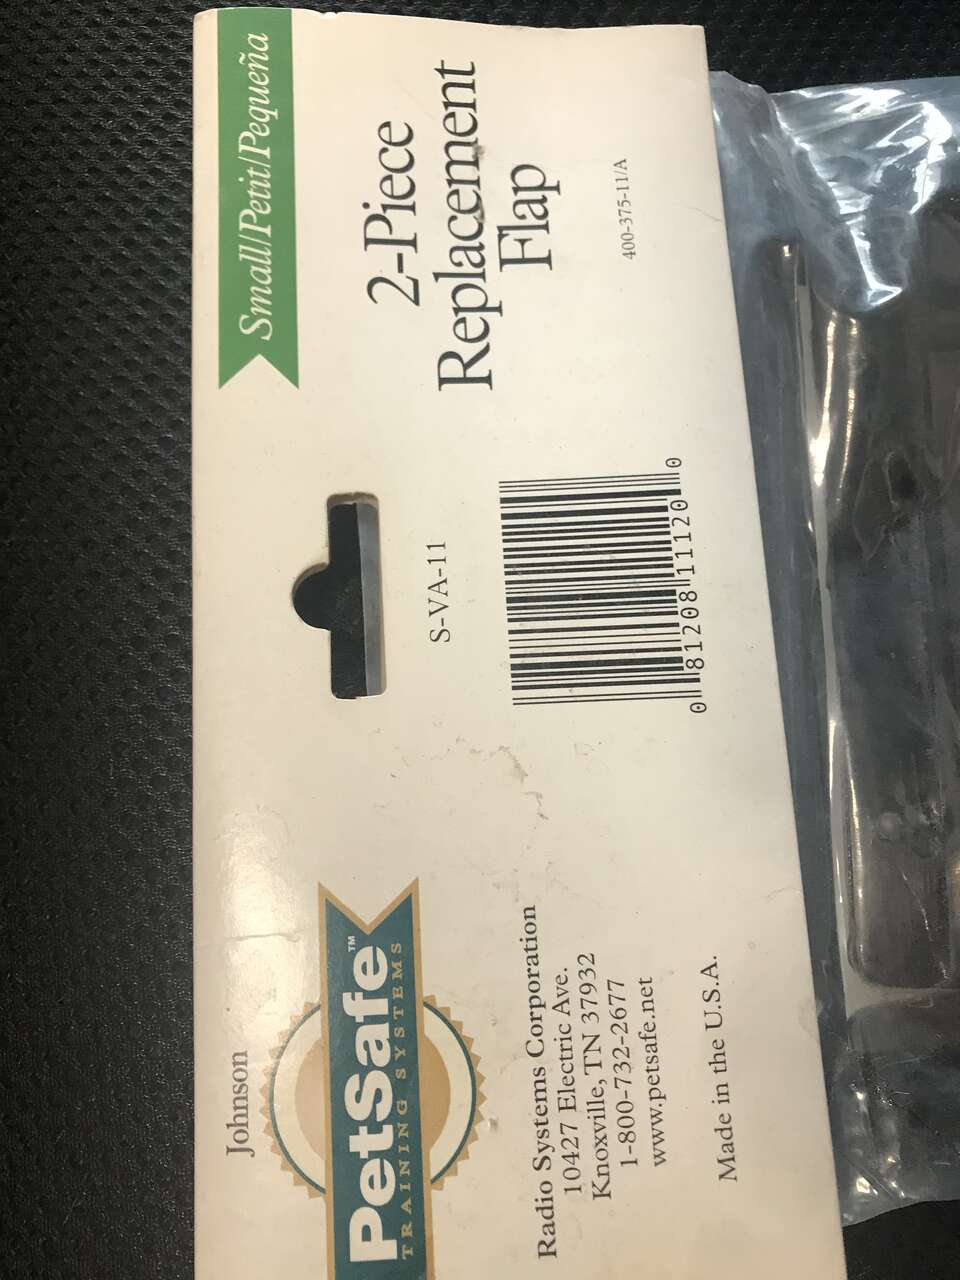 Johnson
PetSafe™
TRAINING SYSTEMS
Radio Systems Corporation
10427 Electric Ave.
Knoxville, TN 37932
1-800-732-2677
www.petsafe.net
Made in the U.S.A.
S-VA-11
0 81208 11120 0
Small/Petit/Pequeña
2-Piece
Replacement
Flap
400-375-11/A